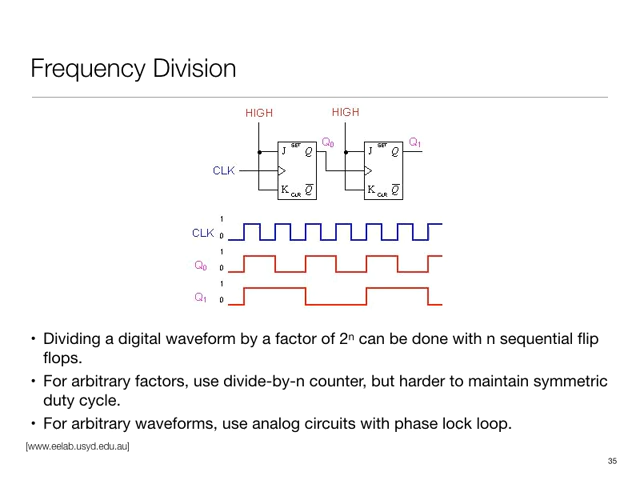 Frequency Division
HIGH HIGH
J SET Q Q₀ J SET Q Q₁
CLK
K CLR Q̅ K CLR Q̅
1
CLK 0
1
Q₀ 0
1
Q₁ 0
• Dividing a digital waveform by a factor of 2ⁿ can be done with n sequential flip
flops.
• For arbitrary factors, use divide-by-n counter, but harder to maintain symmetric
duty cycle.
• For arbitrary waveforms, use analog circuits with phase lock loop.
[www.eelab.usyd.edu.au]
35